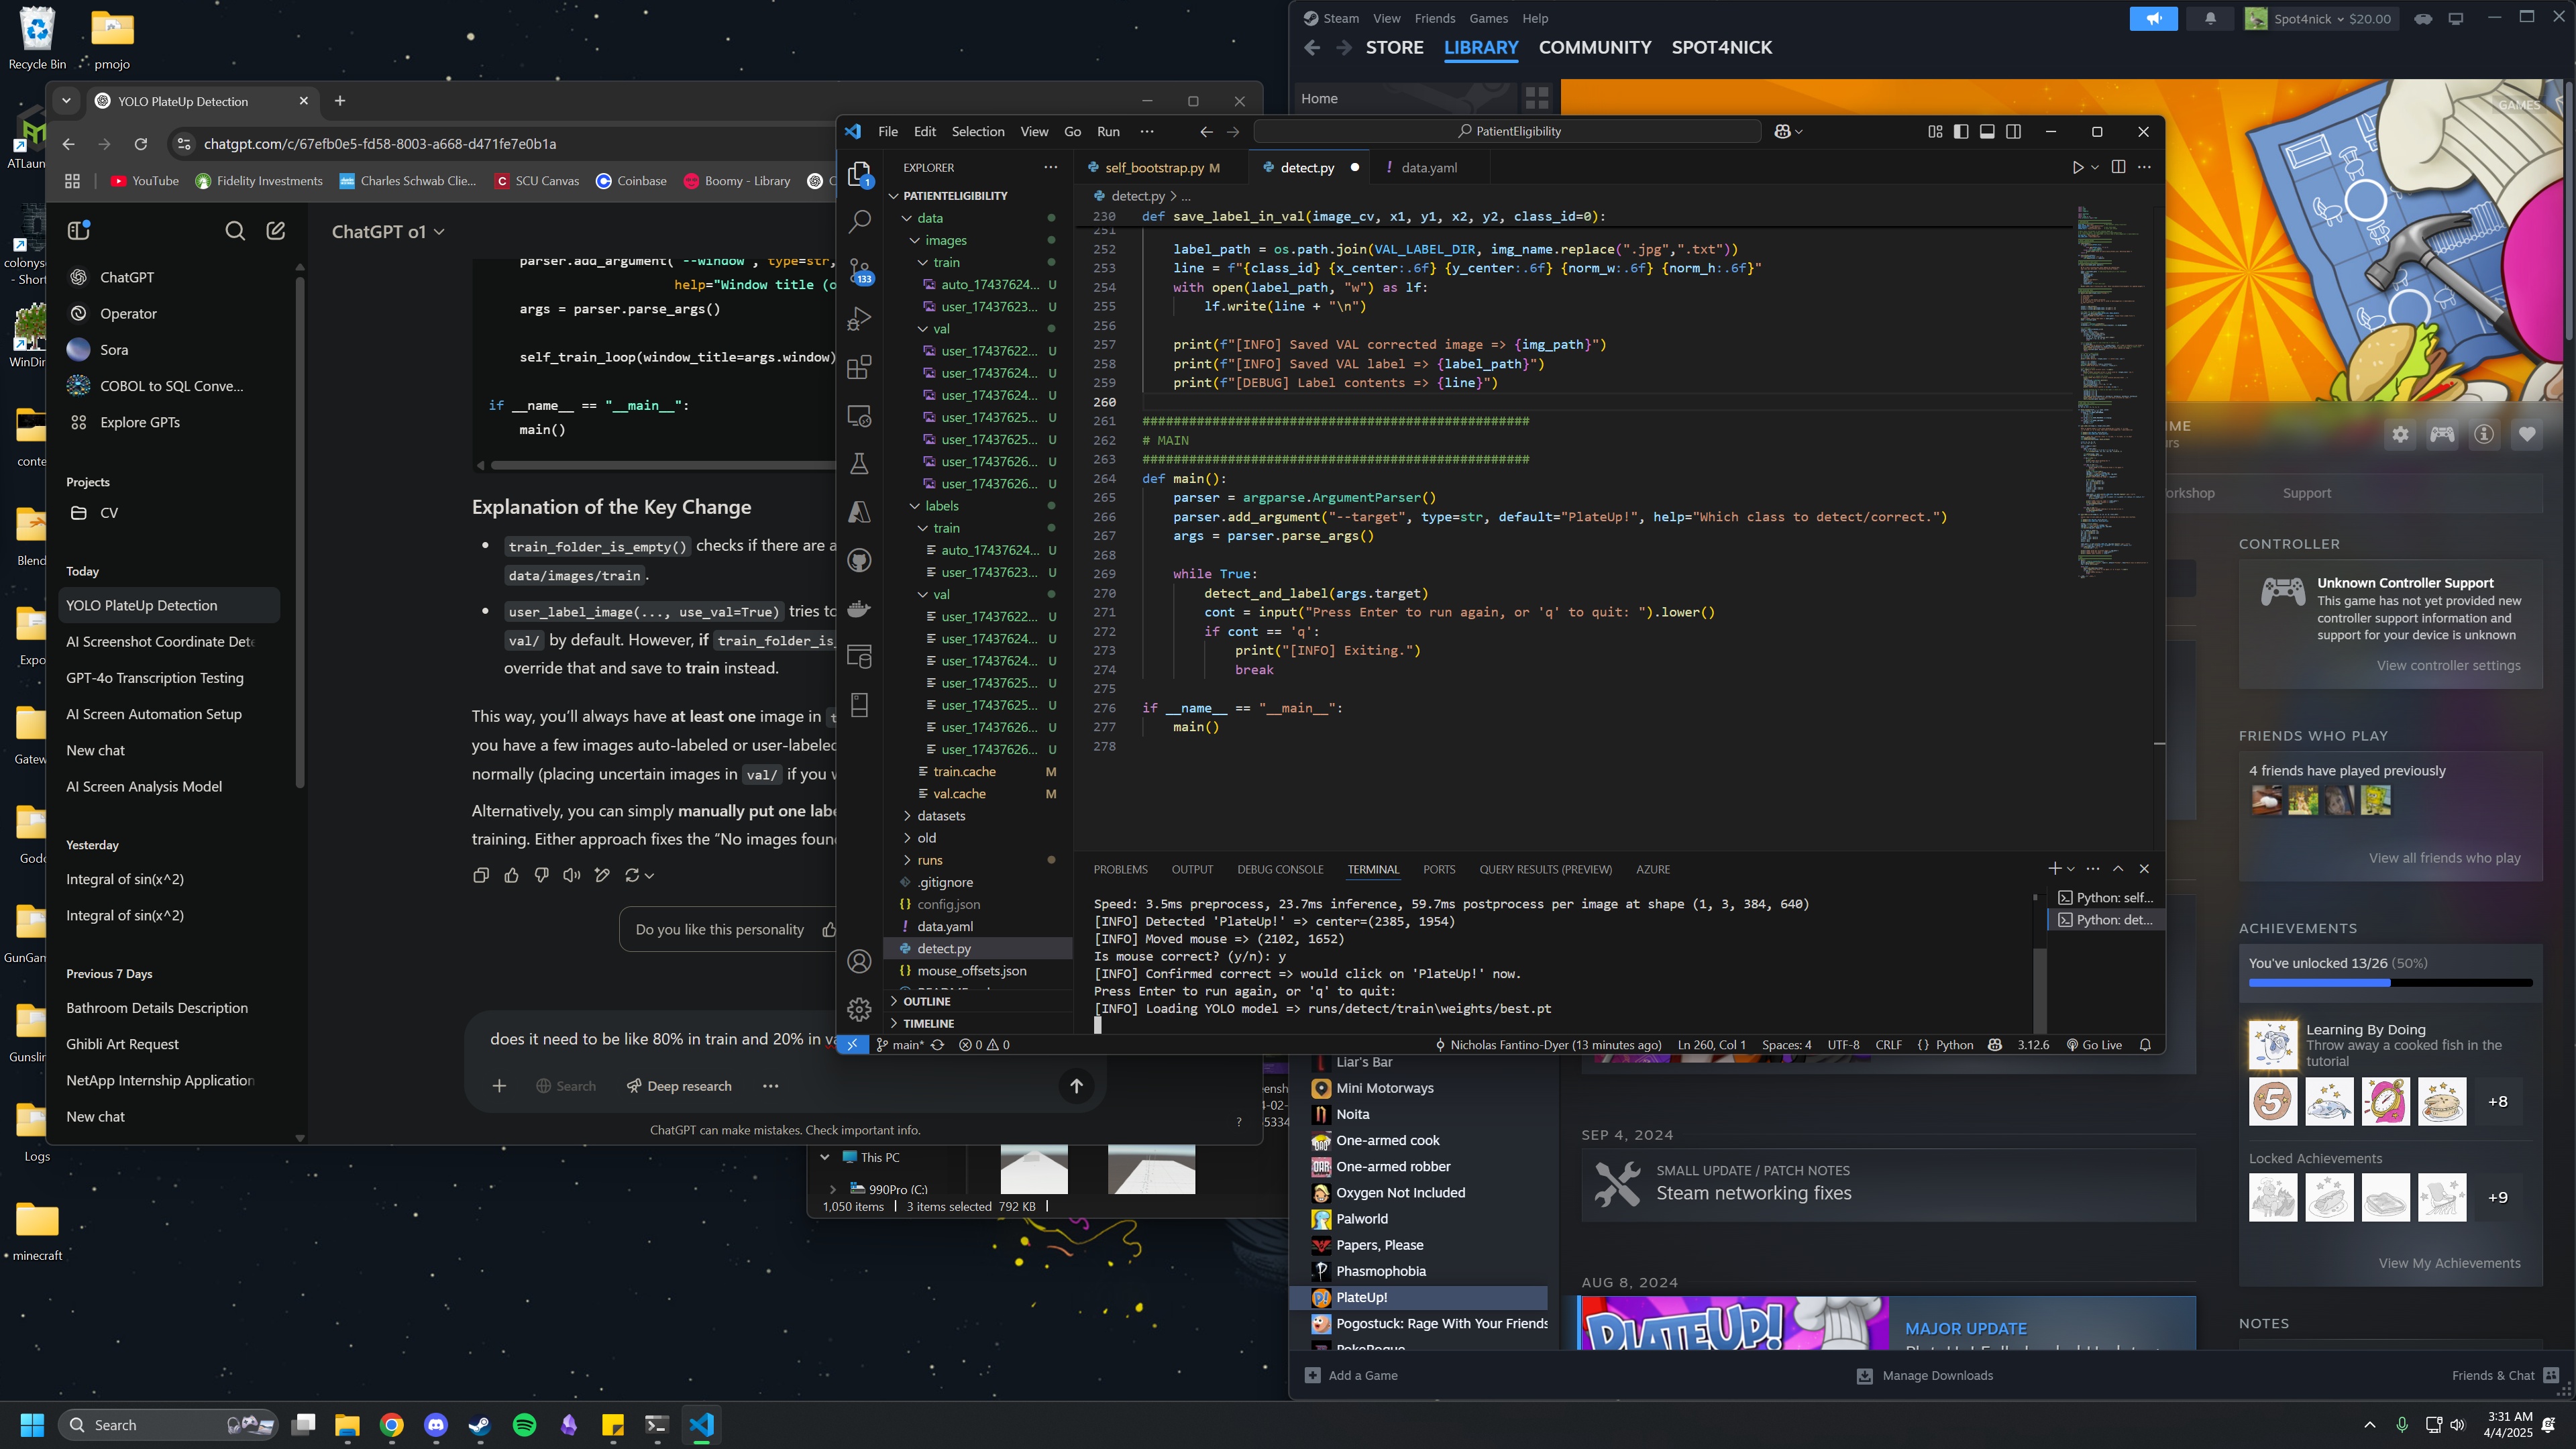 Recycle Bin
pmojo
ATLaun
colonys
- Short
WinDir
conte
Blend
Expo
Gatew
Godo
GunGan
Gunslin
Logs
minecraft
YOLO PlateUp Detection
chatgpt.com/c/67efb0e5-fd58-8003-a668-d471fe7e0b1a
YouTube
Fidelity Investments
Charles Schwab Clie...
SCU Canvas
Coinbase
Boomy - Library
ChatGPT o1
ChatGPT
Operator
Sora
COBOL to SQL Conve...
Explore GPTs
Projects
CV
Today
YOLO PlateUp Detection
AI Screenshot Coordinate Dete
GPT-4o Transcription Testing
AI Screen Automation Setup
New chat
AI Screen Analysis Model
Yesterday
Integral of sin(x^2)
Integral of sin(x^2)
Previous 7 Days
Bathroom Details Description
Ghibli Art Request
NetApp Internship Application
New chat
parser.add_argument("--window", type=str,
help="Window title (o
args = parser.parse_args()
self_train_loop(window_title=args.window)
if __name__ == "__main__":
main()
Explanation of the Key Change
train_folder_is_empty() checks if there are a
data/images/train.
user_label_image(..., use_val=True) tries to
val/ by default. However, if train_folder_is_
override that and save to train instead.
This way, you’ll always have at least one image in t
you have a few images auto-labeled or user-labeled
normally (placing uncertain images in val/ if you w
Alternatively, you can simply manually put one labe
training. Either approach fixes the “No images foun
Do you like this personality
does it need to be like 80% in train and 20% in va
Search
Deep research
ChatGPT can make mistakes. Check important info.
?
This PC
990Pro (C:)
1,050 items
3 items selected 792 KB
File
Edit
Selection
View
Go
Run
PatientEligibility
EXPLORER
1
133
PATIENTELIGIBILITY
data
images
train
auto_17437624... U
user_17437623... U
val
user_17437622... U
user_17437624... U
user_17437624... U
user_17437625... U
user_17437625... U
user_17437626... U
user_17437626... U
labels
train
auto_17437624... U
user_17437623... U
val
user_17437622... U
user_17437624... U
user_17437624... U
user_17437625... U
user_17437625... U
user_17437626... U
user_17437626... U
train.cache M
val.cache M
datasets
old
runs
.gitignore
config.json
data.yaml
detect.py
mouse_offsets.json
OUTLINE
TIMELINE
self_bootstrap.py M
detect.py
data.yaml
detect.py > ...
230 def save_label_in_val(image_cv, x1, y1, x2, y2, class_id=0):
251
252 label_path = os.path.join(VAL_LABEL_DIR, img_name.replace(".jpg",".txt"))
253 line = f"{class_id} {x_center:.6f} {y_center:.6f} {norm_w:.6f} {norm_h:.6f}"
254 with open(label_path, "w") as lf:
255 lf.write(line + "\n")
256
257 print(f"[INFO] Saved VAL corrected image => {img_path}")
258 print(f"[INFO] Saved VAL label => {label_path}")
259 print(f"[DEBUG] Label contents => {line}")
260
261 ##################################################
262 # MAIN
263 ##################################################
264 def main():
265 parser = argparse.ArgumentParser()
266 parser.add_argument("--target", type=str, default="PlateUp!", help="Which class to detect/correct.")
267 args = parser.parse_args()
268
269 while True:
270 detect_and_label(args.target)
271 cont = input("Press Enter to run again, or 'q' to quit: ").lower()
272 if cont == 'q':
273 print("[INFO] Exiting.")
274 break
275
276 if __name__ == "__main__":
277 main()
278
PROBLEMS
OUTPUT
DEBUG CONSOLE
TERMINAL
PORTS
QUERY RESULTS (PREVIEW)
AZURE
Speed: 3.5ms preprocess, 23.7ms inference, 59.7ms postprocess per image at shape (1, 3, 384, 640)
[INFO] Detected 'PlateUp!' => center=(2385, 1954)
[INFO] Moved mouse => (2102, 1652)
Is mouse correct? (y/n): y
[INFO] Confirmed correct => would click on 'PlateUp!' now.
Press Enter to run again, or 'q' to quit:
[INFO] Loading YOLO model => runs/detect/train\weights/best.pt
Python: self...
Python: det...
main*
0
0
Nicholas Fantino-Dyer (13 minutes ago)
Ln 260, Col 1
Spaces: 4
UTF-8
CRLF
{ } Python
3.12.6
Go Live
Steam
View
Friends
Games
Help
Spot4nick
$20.00
STORE
LIBRARY
COMMUNITY
SPOT4NICK
Home
GAMES
Workshop
Support
CONTROLLER
Unknown Controller Support
This game has not yet provided new
controller support information and
support for your device is unknown
View controller settings
FRIENDS WHO PLAY
4 friends have played previously
View all friends who play
ACHIEVEMENTS
You've unlocked 13/26 (50%)
Learning By Doing
Throw away a cooked fish in the
tutorial
5
+8
Locked Achievements
+9
View My Achievements
NOTES
Liar's Bar
Mini Motorways
Noita
One-armed cook
One-armed robber
Oxygen Not Included
Palworld
Papers, Please
Phasmophobia
PlateUp!
Pogostuck: Rage With Your Friends
SEP 4, 2024
SMALL UPDATE / PATCH NOTES
Steam networking fixes
AUG 8, 2024
PLATEUP!
MAJOR UPDATE
Add a Game
Manage Downloads
Friends & Chat
Search
3:31 AM
4/4/2025